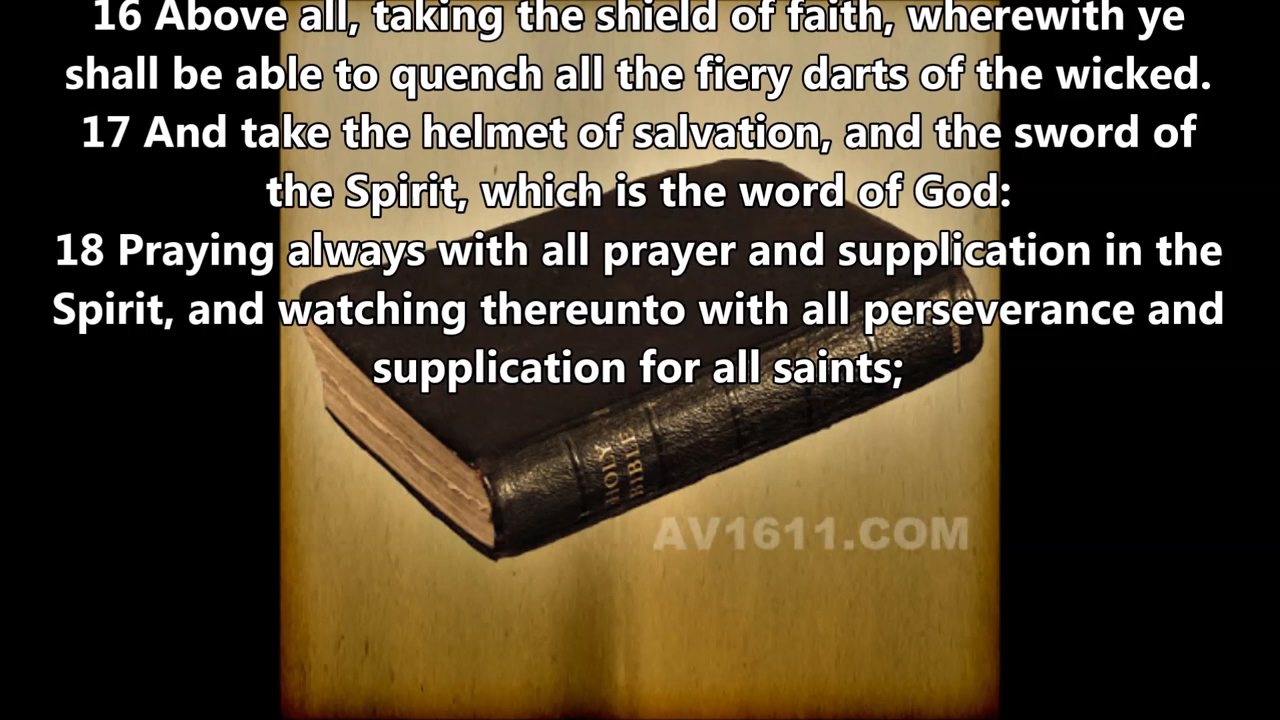 16 Above all, taking the shield of faith, wherewith ye
shall be able to quench all the fiery darts of the wicked.
17 And take the helmet of salvation, and the sword of
the Spirit, which is the word of God:
18 Praying always with all prayer and supplication in the
Spirit, and watching thereunto with all perseverance and
supplication for all saints;
HOLY
BIBLE
AV1611.COM